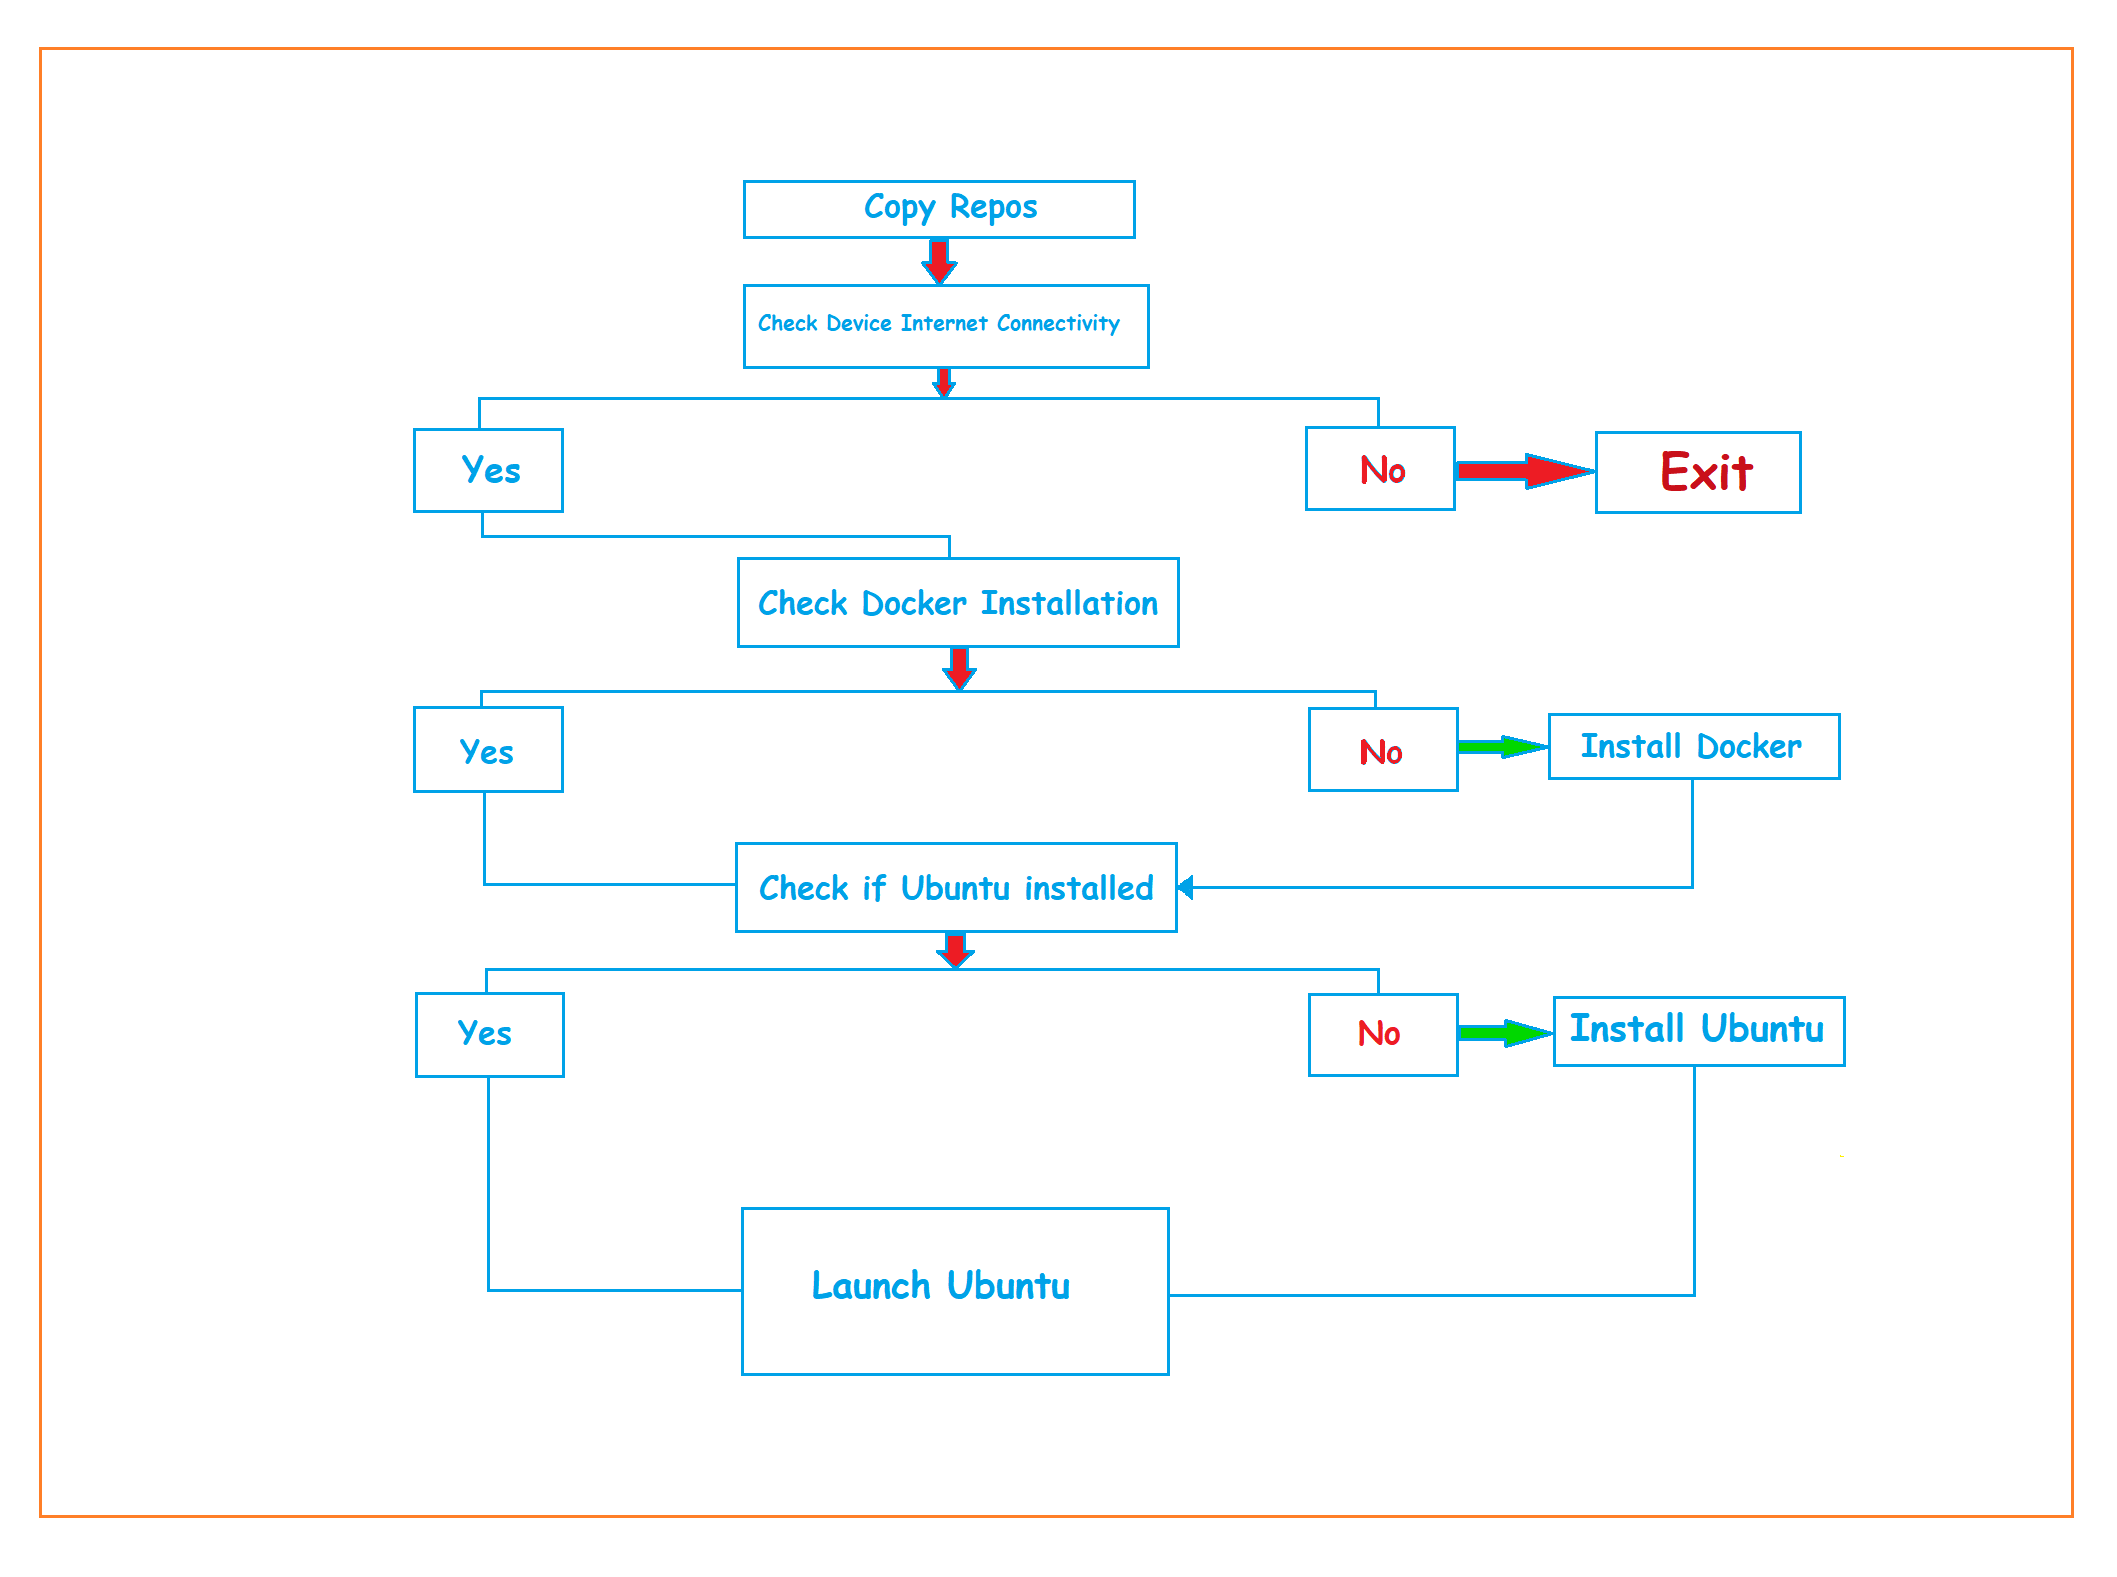 Copy Repos
Check Device Internet Connectivity
Yes
No
Exit
Check Docker Installation
Yes
No
Install Docker
Check if Ubuntu installed
Yes
No
Install Ubuntu
Launch Ubuntu